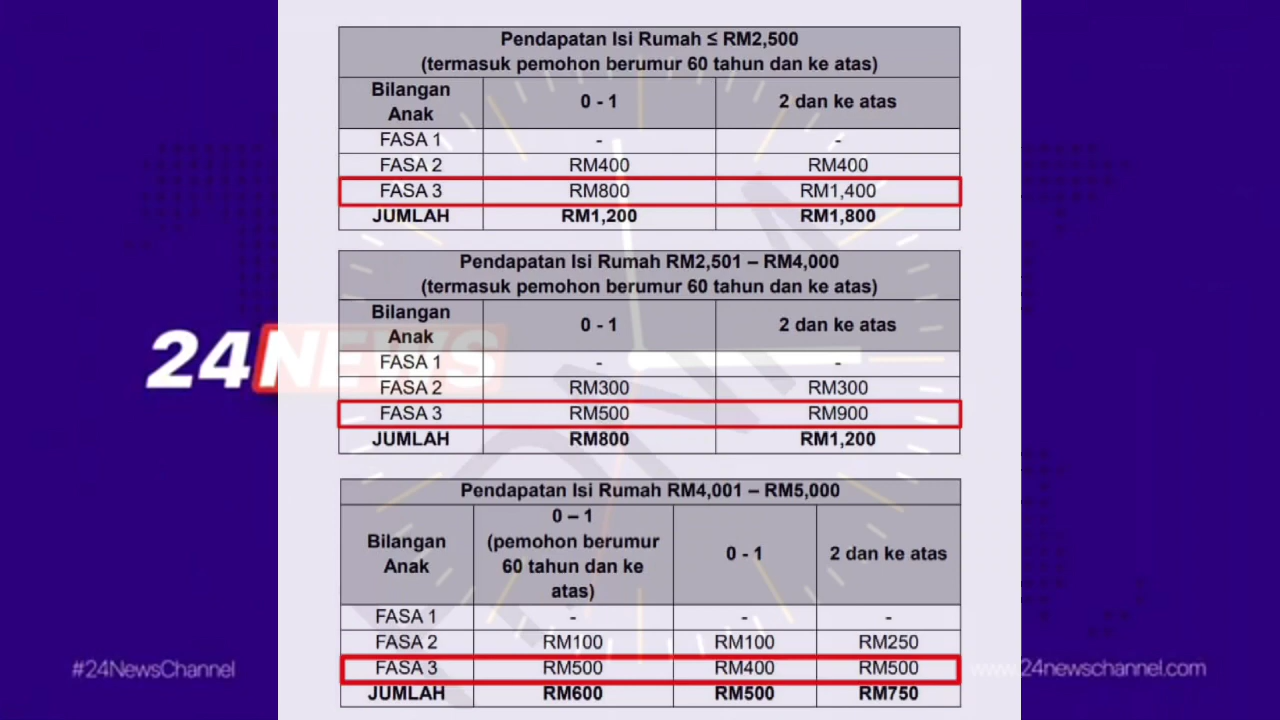 Pendapatan Isi Rumah ≤ RM2,500
(termasuk pemohon berumur 60 tahun dan ke atas)
Bilangan Anak 0 - 1 2 dan ke atas
FASA 1 - -
FASA 2 RM400 RM400
FASA 3 RM800 RM1,400
JUMLAH RM1,200 RM1,800
Pendapatan Isi Rumah RM2,501 – RM4,000
(termasuk pemohon berumur 60 tahun dan ke atas)
Bilangan Anak 0 - 1 2 dan ke atas
FASA 1 - -
FASA 2 RM300 RM300
FASA 3 RM500 RM900
JUMLAH RM800 RM1,200
Pendapatan Isi Rumah RM4,001 – RM5,000
Bilangan Anak 0 – 1 (pemohon berumur 60 tahun dan ke atas) 0 - 1 2 dan ke atas
FASA 1 - - -
FASA 2 RM100 RM100 RM250
FASA 3 RM500 RM400 RM500
JUMLAH RM600 RM500 RM750
24NEWS
#24NewsChannel
www.24newschannel.com